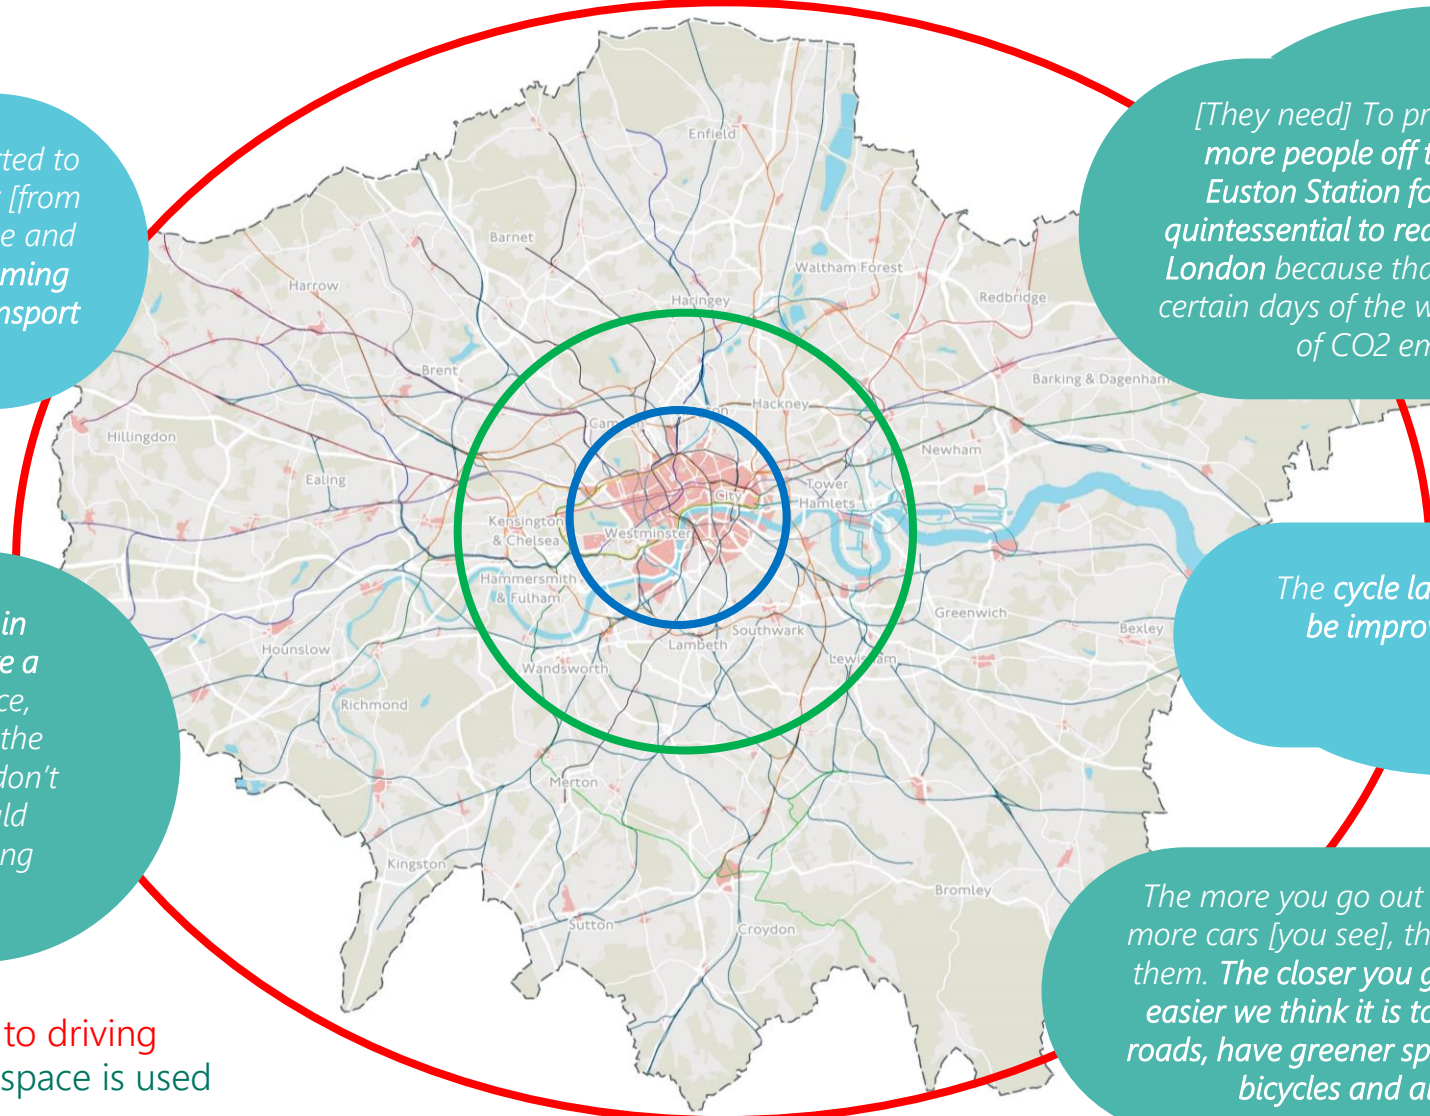 ted to
[from
e and
ming
nsport
[They need] To pr
more people off t
Euston Station fo
quintessential to rec
London because tha
certain days of the w
of CO2 em
Enfield
Barnet
Harrow
Waltham Forest
Redbridge
Haringey
Brent
Barking & Dagenham
Hackney
Hillingdon
Newham
Ealing
Tower
Hamlets
City
Kensington
& Chelsea
Westminster
Hammersmith
& Fulham
Greenwich
Bexley
Southwark
Lambeth
Hounslow
Lewisham
Wandsworth
Richmond
Merton
Kingston
Bromley
Sutton
Croydon
in
e a
ce,
the
don't
ld
ng
The cycle la
be improv
The more you go out
more cars [you see], th
them. The closer you g
easier we think it is to
roads, have greener sp
bicycles and al
to driving
space is used